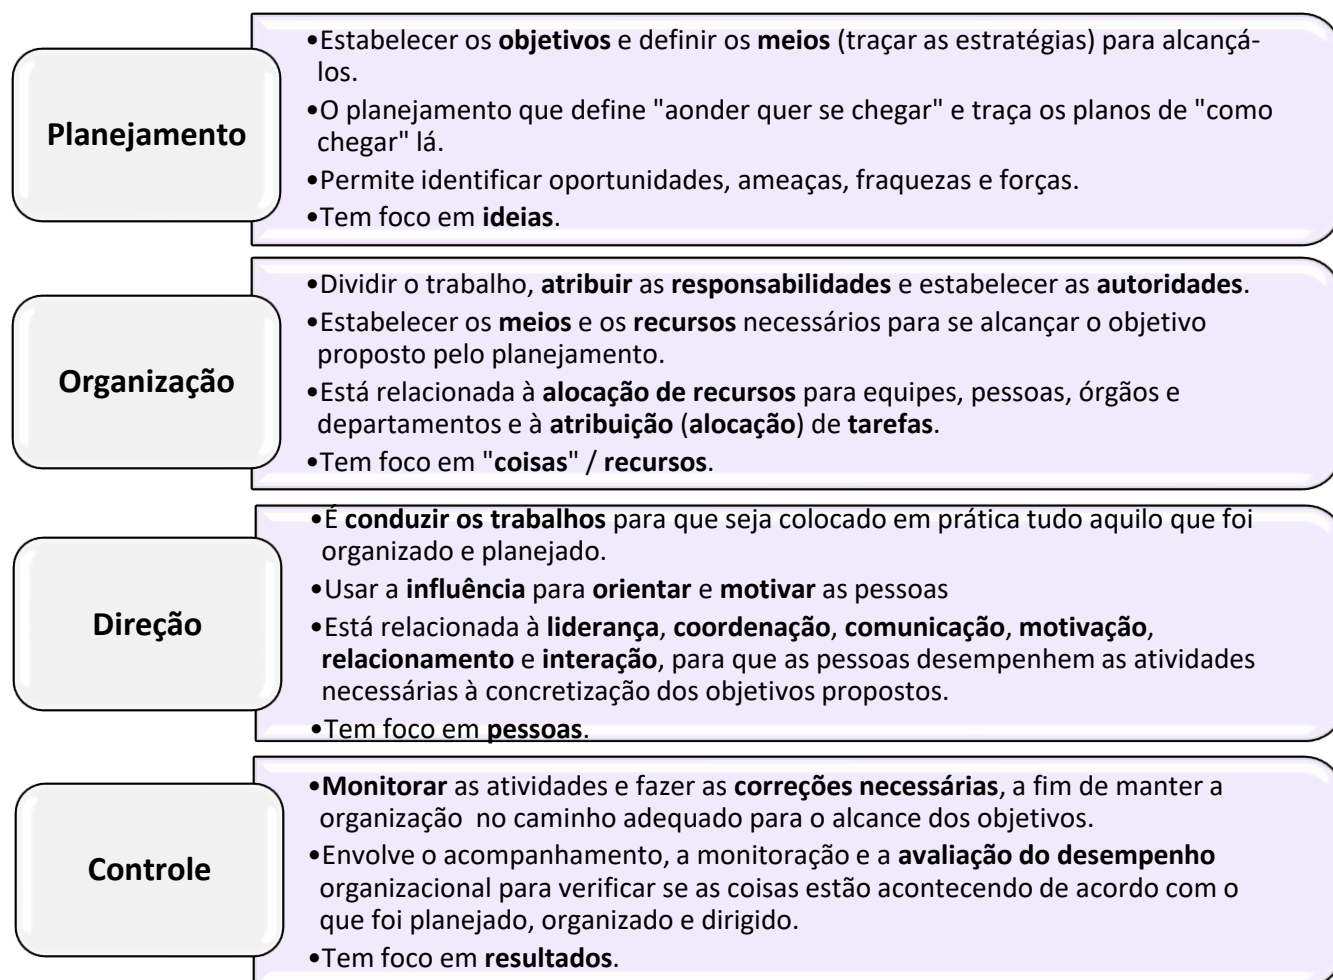 Planejamento
•Estabelecer os objetivos e definir os meios (traçar as estratégias) para alcançá-
los.
•O planejamento que define "aonder quer se chegar" e traça os planos de "como
chegar" lá.
•Permite identificar oportunidades, ameaças, fraquezas e forças.
•Tem foco em ideias.
Organização
•Dividir o trabalho, atribuir as responsabilidades e estabelecer as autoridades.
•Estabelecer os meios e os recursos necessários para se alcançar o objetivo
proposto pelo planejamento.
•Está relacionada à alocação de recursos para equipes, pessoas, órgãos e
departamentos e à atribuição (alocação) de tarefas.
•Tem foco em "coisas" / recursos.
Direção
•É conduzir os trabalhos para que seja colocado em prática tudo aquilo que foi
organizado e planejado.
•Usar a influência para orientar e motivar as pessoas
•Está relacionada à liderança, coordenação, comunicação, motivação,
relacionamento e interação, para que as pessoas desempenhem as atividades
necessárias à concretização dos objetivos propostos.
•Tem foco em pessoas.
Controle
•Monitorar as atividades e fazer as correções necessárias, a fim de manter a
organização no caminho adequado para o alcance dos objetivos.
•Envolve o acompanhamento, a monitoração e a avaliação do desempenho
organizacional para verificar se as coisas estão acontecendo de acordo com o
que foi planejado, organizado e dirigido.
•Tem foco em resultados.